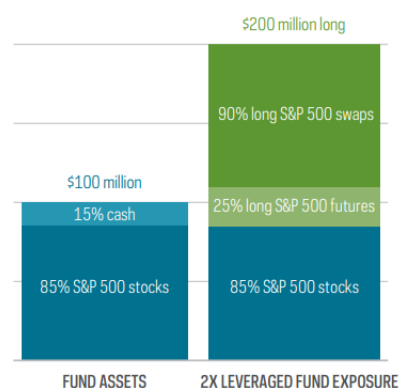 $200 million long
90% long S&P 500 swaps
$100 million
15% cash
25% long S&P 500 futures
85% S&P 500 stocks
85% S&P 500 stocks
FUND ASSETS
2X LEVERAGED FUND EXPOSURE